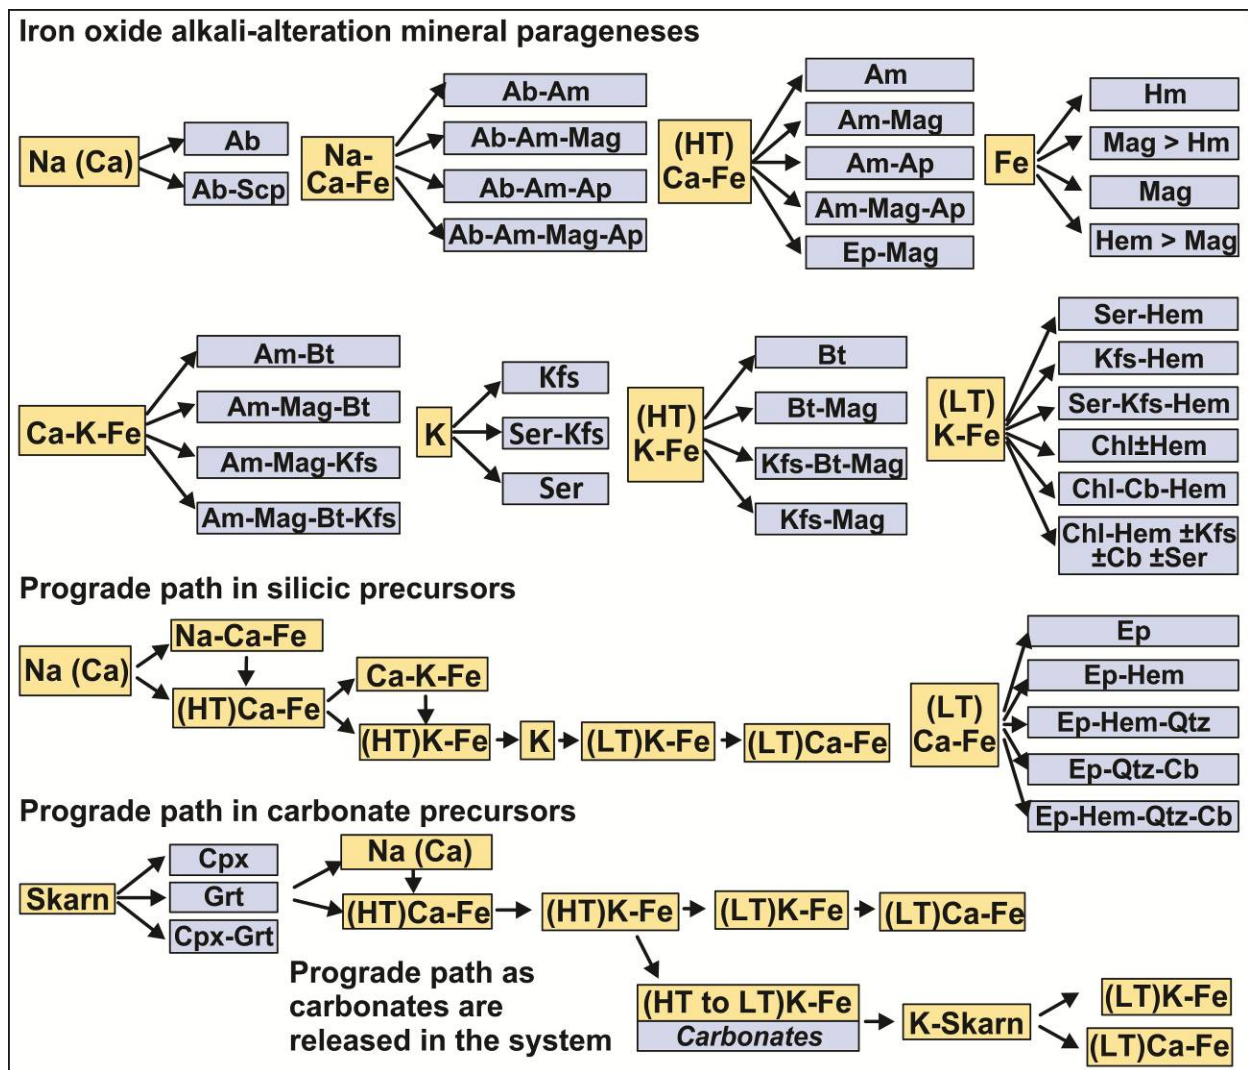 Iron oxide alkali-alteration mineral parageneses
Na (Ca)
Ab
Ab-Scp
Na-
Ca-Fe
Ab-Am
Ab-Am-Mag
Ab-Am-Ap
Ab-Am-Mag-Ap
(HT)
Ca-Fe
Am
Am-Mag
Am-Ap
Am-Mag-Ap
Ep-Mag
Fe
Hm
Mag > Hm
Mag
Hem > Mag
Ca-K-Fe
Am-Bt
Am-Mag-Bt
Am-Mag-Kfs
Am-Mag-Bt-Kfs
K
Kfs
Ser-Kfs
Ser
(HT)
K-Fe
Bt
Bt-Mag
Kfs-Bt-Mag
Kfs-Mag
(LT)
K-Fe
Ser-Hem
Kfs-Hem
Ser-Kfs-Hem
Chl±Hem
Chl-Cb-Hem
Chl-Hem ±Kfs
±Cb ±Ser
Prograde path in silicic precursors
Na (Ca)
Na-Ca-Fe
(HT)Ca-Fe
Ca-K-Fe
(HT)K-Fe
K
(LT)K-Fe
(LT)Ca-Fe
(LT)
Ca-Fe
Ep
Ep-Hem
Ep-Hem-Qtz
Ep-Qtz-Cb
Ep-Hem-Qtz-Cb
Prograde path in carbonate precursors
Skarn
Cpx
Grt
Cpx-Grt
Na (Ca)
(HT)Ca-Fe
(HT)K-Fe
(LT)K-Fe
(LT)Ca-Fe
Prograde path as
carbonates are
released in the system
(HT to LT)K-Fe
Carbonates
K-Skarn
(LT)K-Fe
(LT)Ca-Fe